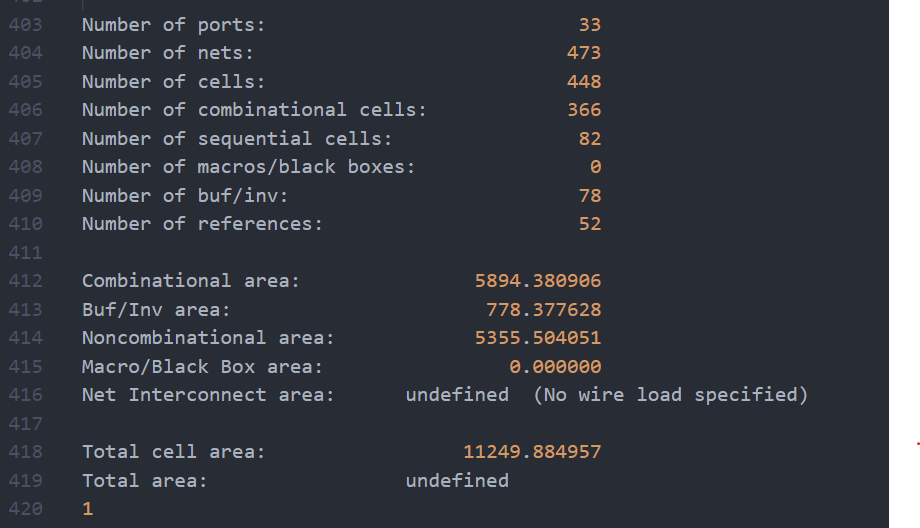 403 Number of ports: 33
404 Number of nets: 473
405 Number of cells: 448
406 Number of combinational cells: 366
407 Number of sequential cells: 82
408 Number of macros/black boxes: 0
409 Number of buf/inv: 78
410 Number of references: 52
411
412 Combinational area: 5894.380906
413 Buf/Inv area: 778.377628
414 Noncombinational area: 5355.504051
415 Macro/Black Box area: 0.000000
416 Net Interconnect area: undefined (No wire load specified)
417
418 Total cell area: 11249.884957
419 Total area: undefined
420 1